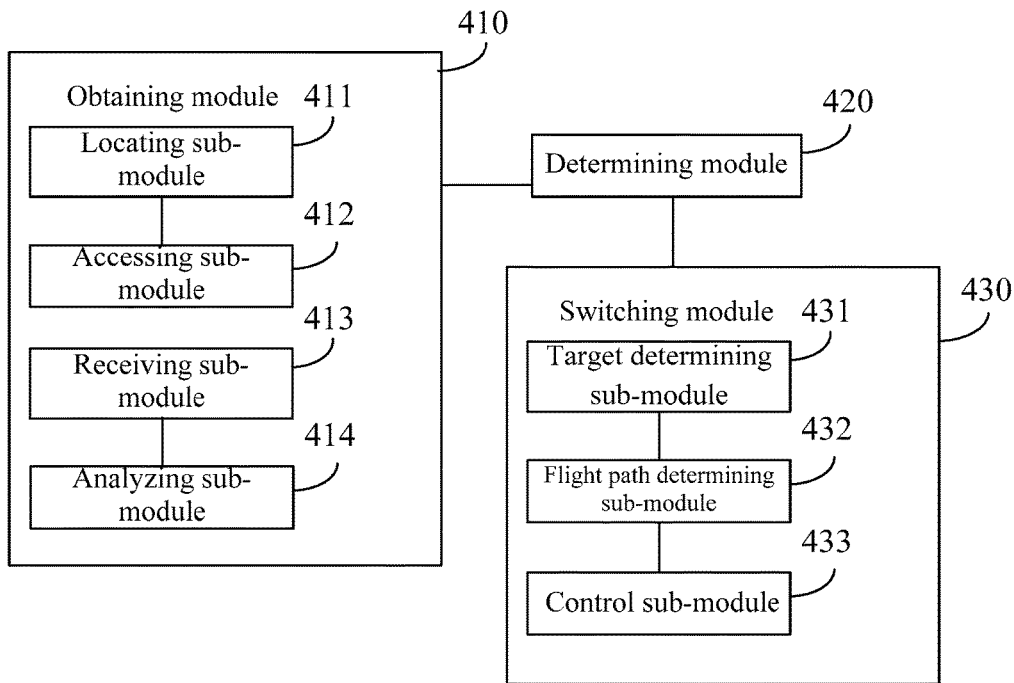 410
Obtaining module
411
Locating sub-
module
412
Accessing sub-
module
413
Receiving sub-
module
414
Analyzing sub-
module
420
Determining module
430
Switching module
431
Target determining
sub-module
432
Flight path determining
sub-module
433
Control sub-module